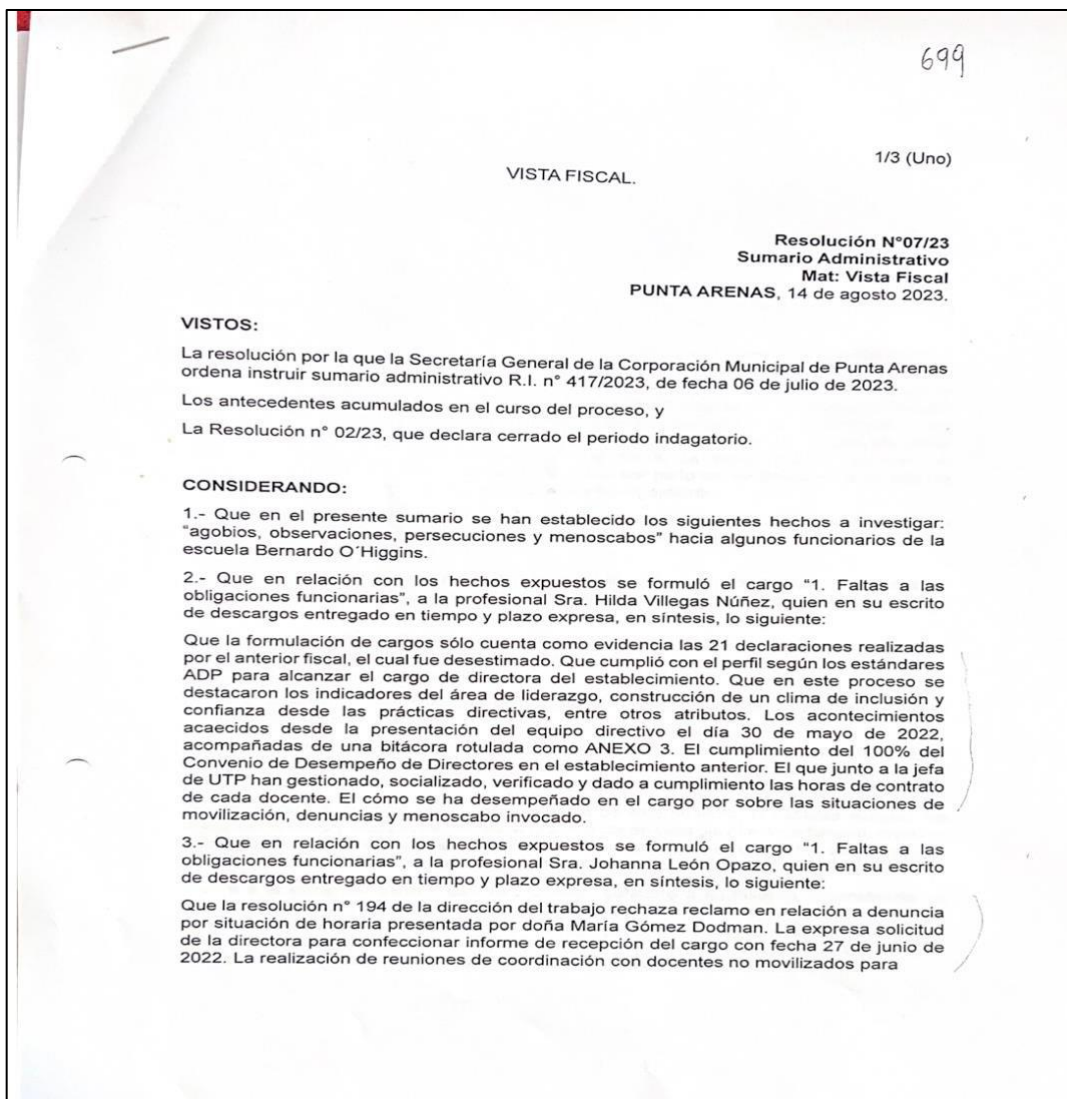 699
1/3 (Uno)
VISTA FISCAL.
Resolución N°07/23
Sumario Administrativo
Mat: Vista Fiscal
PUNTA ARENAS, 14 de agosto 2023.
VISTOS:
La resolución por la que la Secretaría General de la Corporación Municipal de Punta Arenas
ordena instruir sumario administrativo R.I. n° 417/2023, de fecha 06 de julio de 2023.
Los antecedentes acumulados en el curso del proceso, y
La Resolución n° 02/23, que declara cerrado el periodo indagatorio.
CONSIDERANDO:
1.- Que en el presente sumario se han establecido los siguientes hechos a investigar:
“agobios, observaciones, persecuciones y menoscabos” hacia algunos funcionarios de la
escuela Bernardo O´Higgins.
2.- Que en relación con los hechos expuestos se formuló el cargo “1. Faltas a las
obligaciones funcionarias”, a la profesional Sra. Hilda Villegas Núñez, quien en su escrito
de descargos entregado en tiempo y plazo expresa, en síntesis, lo siguiente:
Que la formulación de cargos sólo cuenta como evidencia las 21 declaraciones realizadas
por el anterior fiscal, el cual fue desestimado. Que cumplió con el perfil según los estándares
ADP para alcanzar el cargo de directora del establecimiento. Que en este proceso se
destacaron los indicadores del área de liderazgo, construcción de un clima de inclusión y
confianza desde las prácticas directivas, entre otros atributos. Los acontecimientos
acaecidos desde la presentación del equipo directivo el día 30 de mayo de 2022,
acompañadas de una bitácora rotulada como ANEXO 3. El cumplimiento del 100% del
Convenio de Desempeño de Directores en el establecimiento anterior. El que junto a la jefa
de UTP han gestionado, socializado, verificado y dado a cumplimiento las horas de contrato
de cada docente. El cómo se ha desempeñado en el cargo por sobre las situaciones de
movilización, denuncias y menoscabo invocado.
3.- Que en relación con los hechos expuestos se formuló el cargo “1. Faltas a las
obligaciones funcionarias”, a la profesional Sra. Johanna León Opazo, quien en su escrito
de descargos entregado en tiempo y plazo expresa, en síntesis, lo siguiente:
Que la resolución n° 194 de la dirección del trabajo rechaza reclamo en relación a denuncia
por situación de horaria presentada por doña María Gómez Dodman. La expresa solicitud
de la directora para confeccionar informe de recepción del cargo con fecha 27 de junio de
2022. La realización de reuniones de coordinación con docentes no movilizados para